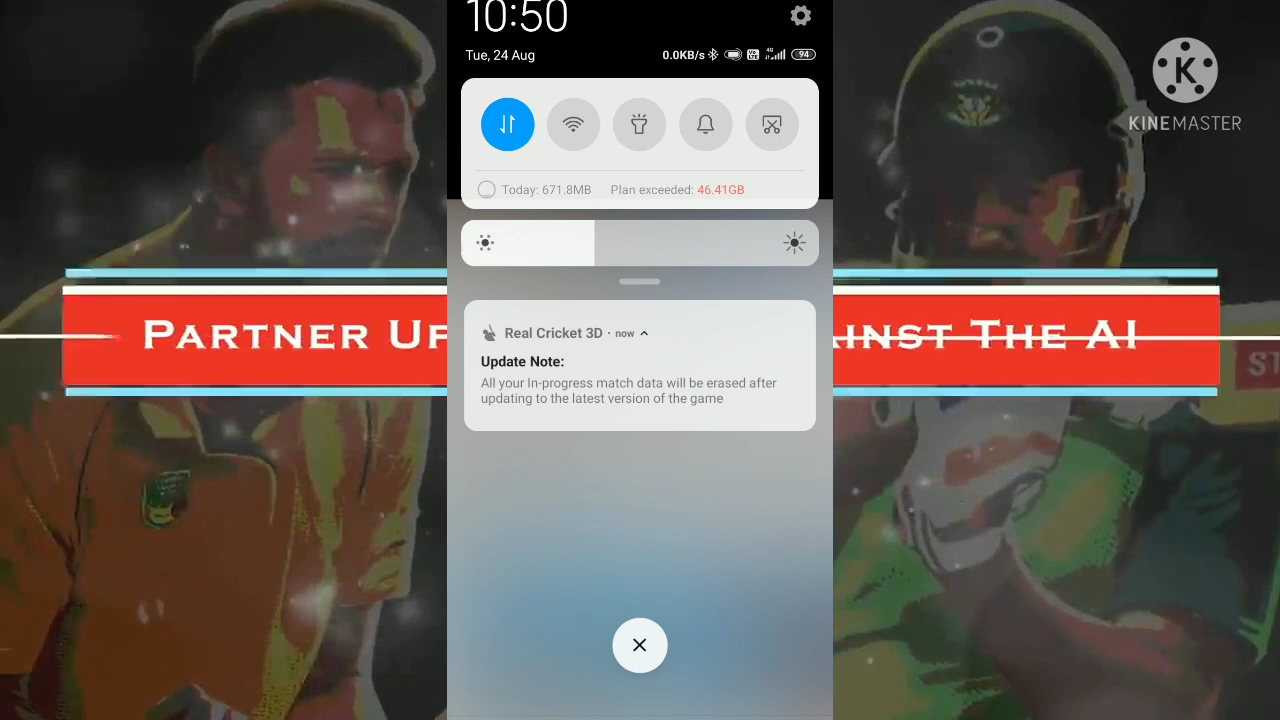 10:50
Tue, 24 Aug
0.0KB/s
4G
94
K
KINEMASTER
Today: 671.8MB
Plan exceeded: 46.41GB
PARTNER UP
INST THE AI
ST
Real Cricket 3D · now
Update Note:
All your In-progress match data will be erased after
updating to the latest version of the game